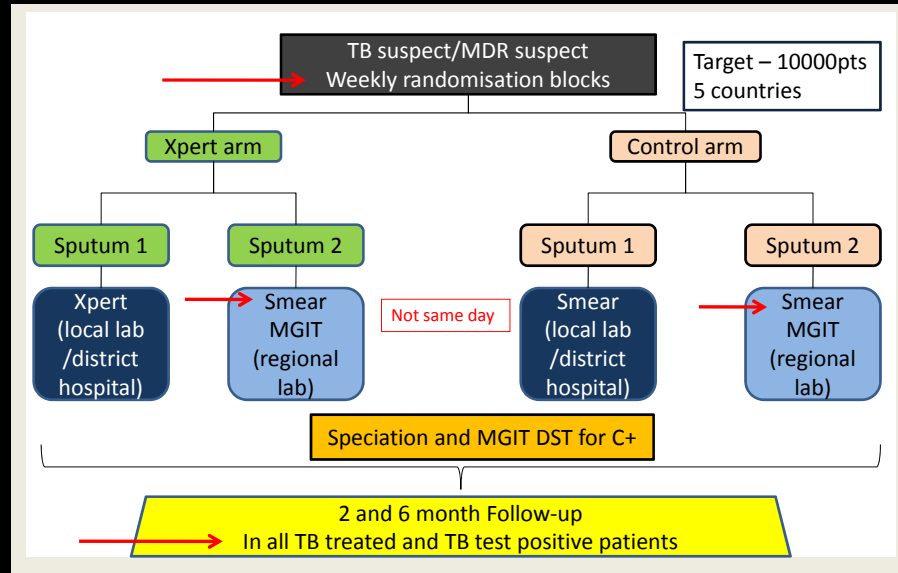 TB suspect/MDR suspect
Weekly randomisation blocks
Target – 10000pts
5 countries
Xpert arm
Control arm
Sputum 1
Sputum 2
Sputum 1
Sputum 2
Xpert
(local lab
/district
hospital)
Smear
MGIT
(regional
lab)
Not same day
Smear
(local lab
/district
hospital)
Smear
MGIT
(regional
lab)
Speciation and MGIT DST for C+
2 and 6 month Follow-up
In all TB treated and TB test positive patients